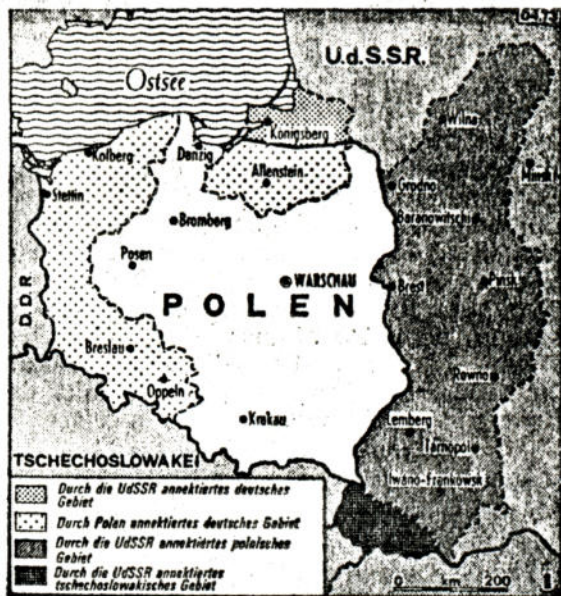 U.d.S.S.R.
Ostsee
Königsberg
Wilna
Kolberg
Danzig
Allenstein
Minsk
Stettin
Grodno
Bromberg
Baranowitschi
Posen
WARSCHAU
Brest
Pinsk
D.D.R.
POLEN
Breslau
Oppeln
Rowno
Krakau
Lemberg
Tarnopol
Iwano-Frankowsk
TSCHECHOSLOWAKEI
Durch die UdSSR annektiertes deutsches
Gebiet
Durch Polen annektiertes deutsches Gebiet
Durch die UdSSR annektiertes polnisches
Gebiet
Durch die UdSSR annektiertes
tschechoslowakisches Gebiet
0 km 200